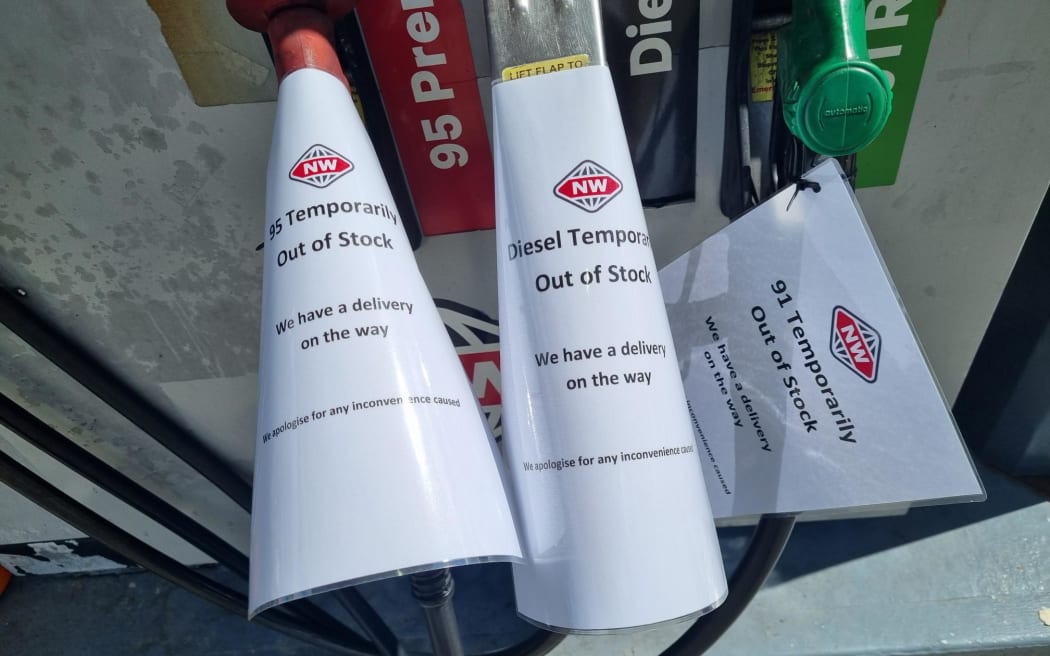 95 Pre
Die
LIFT FLAP TO
automatic
NW
95 Temporarily
Out of Stock
We have a delivery
on the way
We apologise for any inconvenience caused
NW
Diesel Tempora
Out of Stock
We have a delivery
on the way
We apologise for any inconvenience caused
NW
91 Temporarily
Out of Stock
We have a delivery
on the way
inconvenience caused